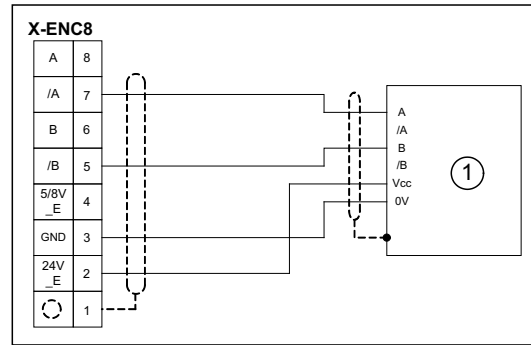 X-ENC8
A 8
/A 7
B 6
/B 5
5/8V
_E 4
GND 3
24V
_E 2
1
A
/A
B
/B
Vcc
0V
1